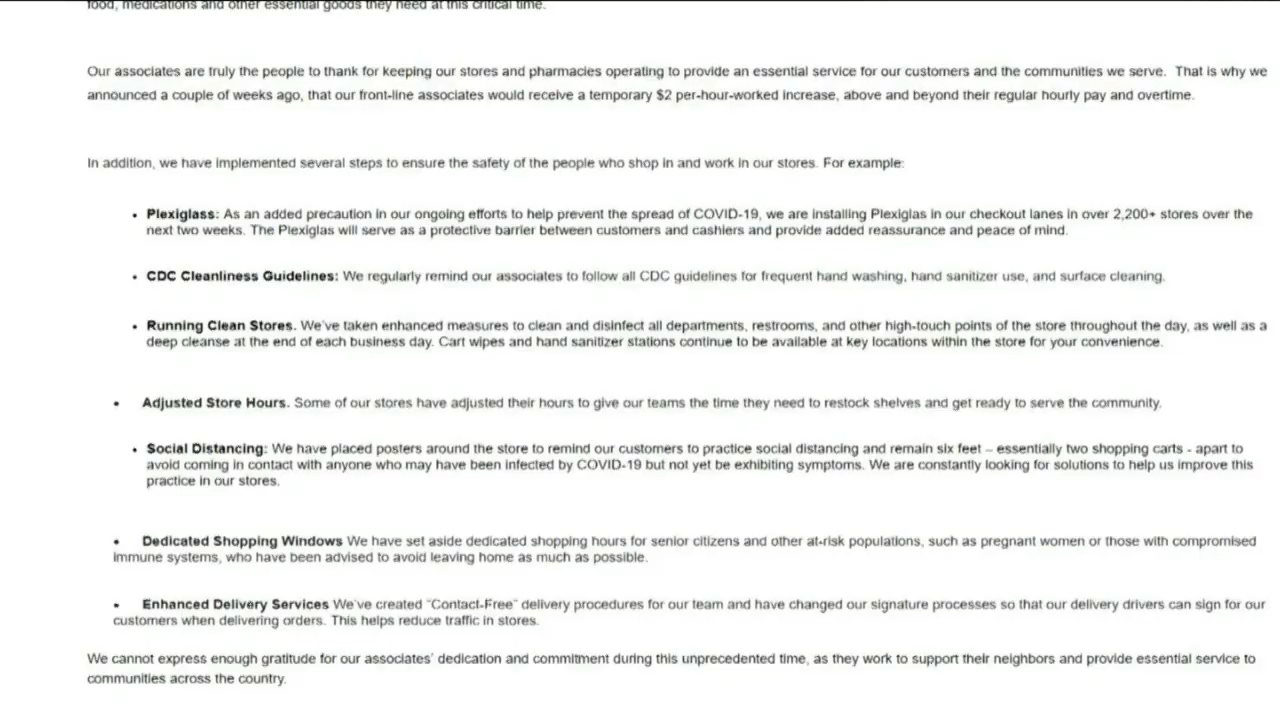 food, medications and other essential goods they need at this critical time.
Our associates are truly the people to thank for keeping our stores and pharmacies operating to provide an essential service for our customers and the communities we serve. That is why we
announced a couple of weeks ago, that our front-line associates would receive a temporary $2 per-hour-worked increase, above and beyond their regular hourly pay and overtime.
In addition, we have implemented several steps to ensure the safety of the people who shop in and work in our stores. For example:
• Plexiglass: As an added precaution in our ongoing efforts to help prevent the spread of COVID-19, we are installing Plexiglas in our checkout lanes in over 2,200+ stores over the
next two weeks. The Plexiglas will serve as a protective barrier between customers and cashiers and provide added reassurance and peace of mind.
• CDC Cleanliness Guidelines: We regularly remind our associates to follow all CDC guidelines for frequent hand washing, hand sanitizer use, and surface cleaning.
• Running Clean Stores. We've taken enhanced measures to clean and disinfect all departments, restrooms, and other high-touch points of the store throughout the day, as well as a
deep cleanse at the end of each business day. Cart wipes and hand sanitizer stations continue to be available at key locations within the store for your convenience.
• Adjusted Store Hours. Some of our stores have adjusted their hours to give our teams the time they need to restock shelves and get ready to serve the community.
• Social Distancing: We have placed posters around the store to remind our customers to practice social distancing and remain six feet – essentially two shopping carts - apart to
avoid coming in contact with anyone who may have been infected by COVID-19 but not yet be exhibiting symptoms. We are constantly looking for solutions to help us improve this
practice in our stores.
• Dedicated Shopping Windows We have set aside dedicated shopping hours for senior citizens and other at-risk populations, such as pregnant women or those with compromised
immune systems, who have been advised to avoid leaving home as much as possible.
• Enhanced Delivery Services We've created "Contact-Free" delivery procedures for our team and have changed our signature processes so that our delivery drivers can sign for our
customers when delivering orders. This helps reduce traffic in stores.
We cannot express enough gratitude for our associates' dedication and commitment during this unprecedented time, as they work to support their neighbors and provide essential service to
communities across the country.